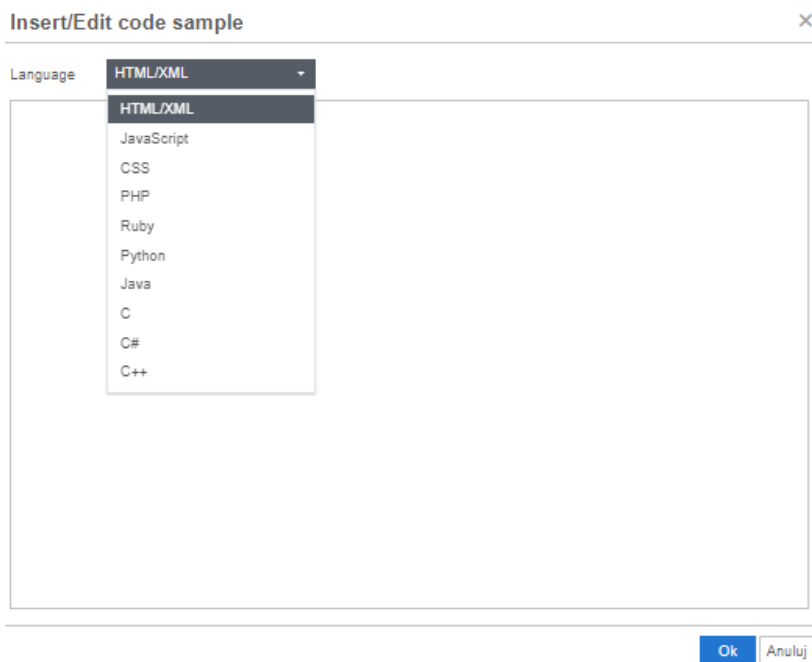 Insert/Edit code sample
Language HTML/XML
HTML/XML
JavaScript
CSS
PHP
Ruby
Python
Java
C
C#
C++
Ok Anuluj